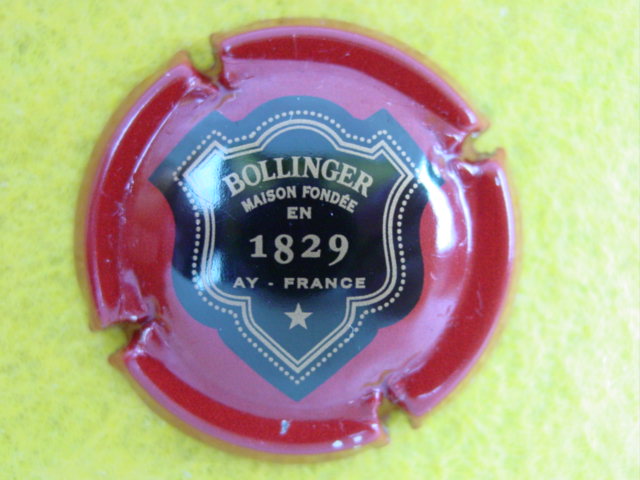 BOLLINGER
MAISON FONDÉE
EN
1829
AY - FRANCE